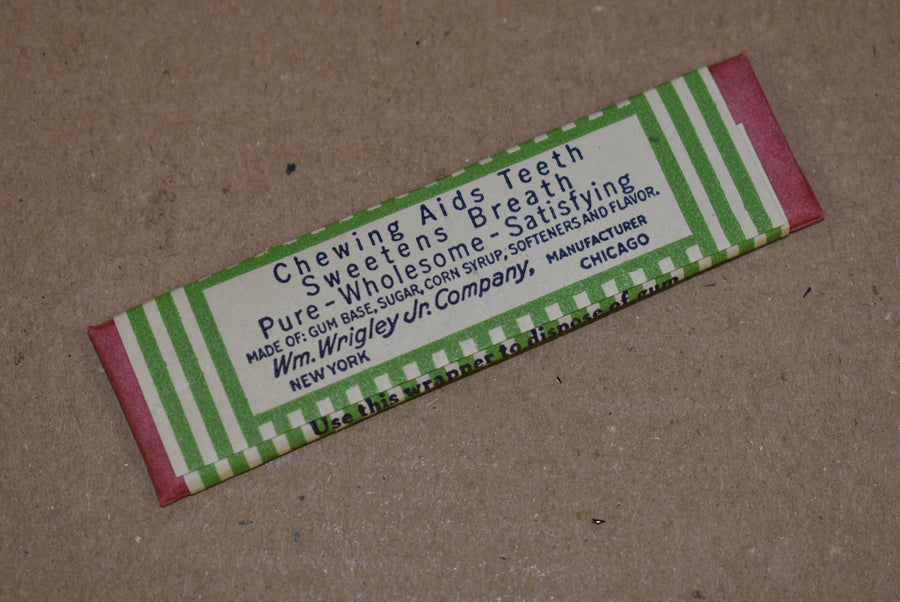 Chewing Aids Teeth
Sweetens Breath
Pure-Wholesome-Satisfying
MADE OF: GUM BASE, SUGAR, CORN SYRUP, SOFTENERS AND FLAVOR.
Wm. Wrigley Jr. Company, MANUFACTURER
NEW YORK CHICAGO
Use this wrapper to dispose of gum